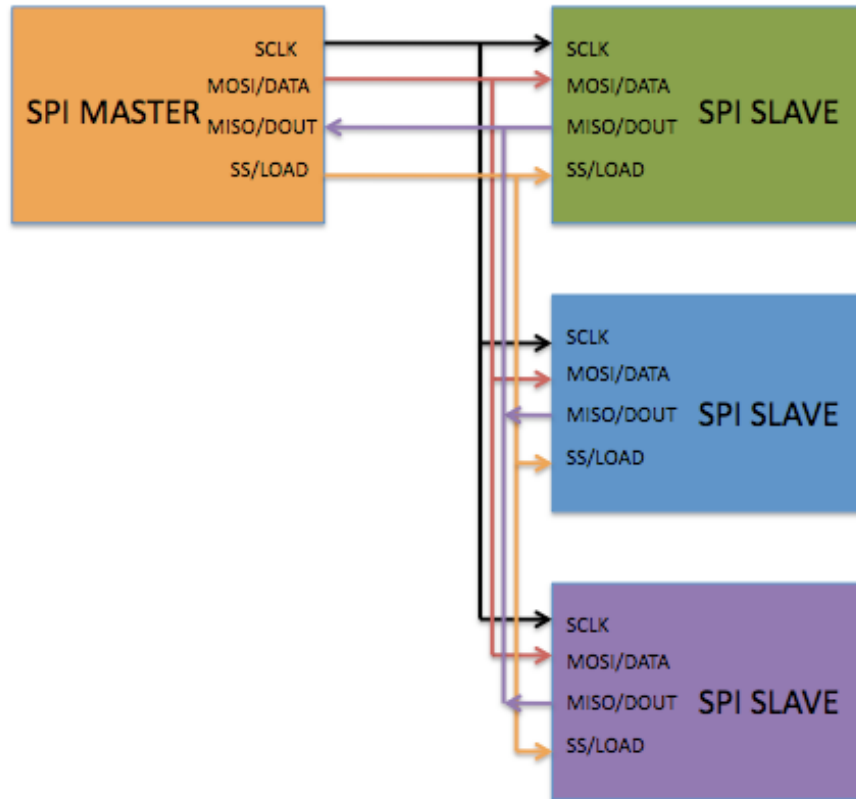 SCLK
MOSI/DATA
SPI MASTER
MISO/DOUT
SS/LOAD
SCLK
MOSI/DATA
MISO/DOUT
SPI SLAVE
SS/LOAD
SCLK
MOSI/DATA
MISO/DOUT
SPI SLAVE
SS/LOAD
SCLK
MOSI/DATA
MISO/DOUT
SPI SLAVE
SS/LOAD